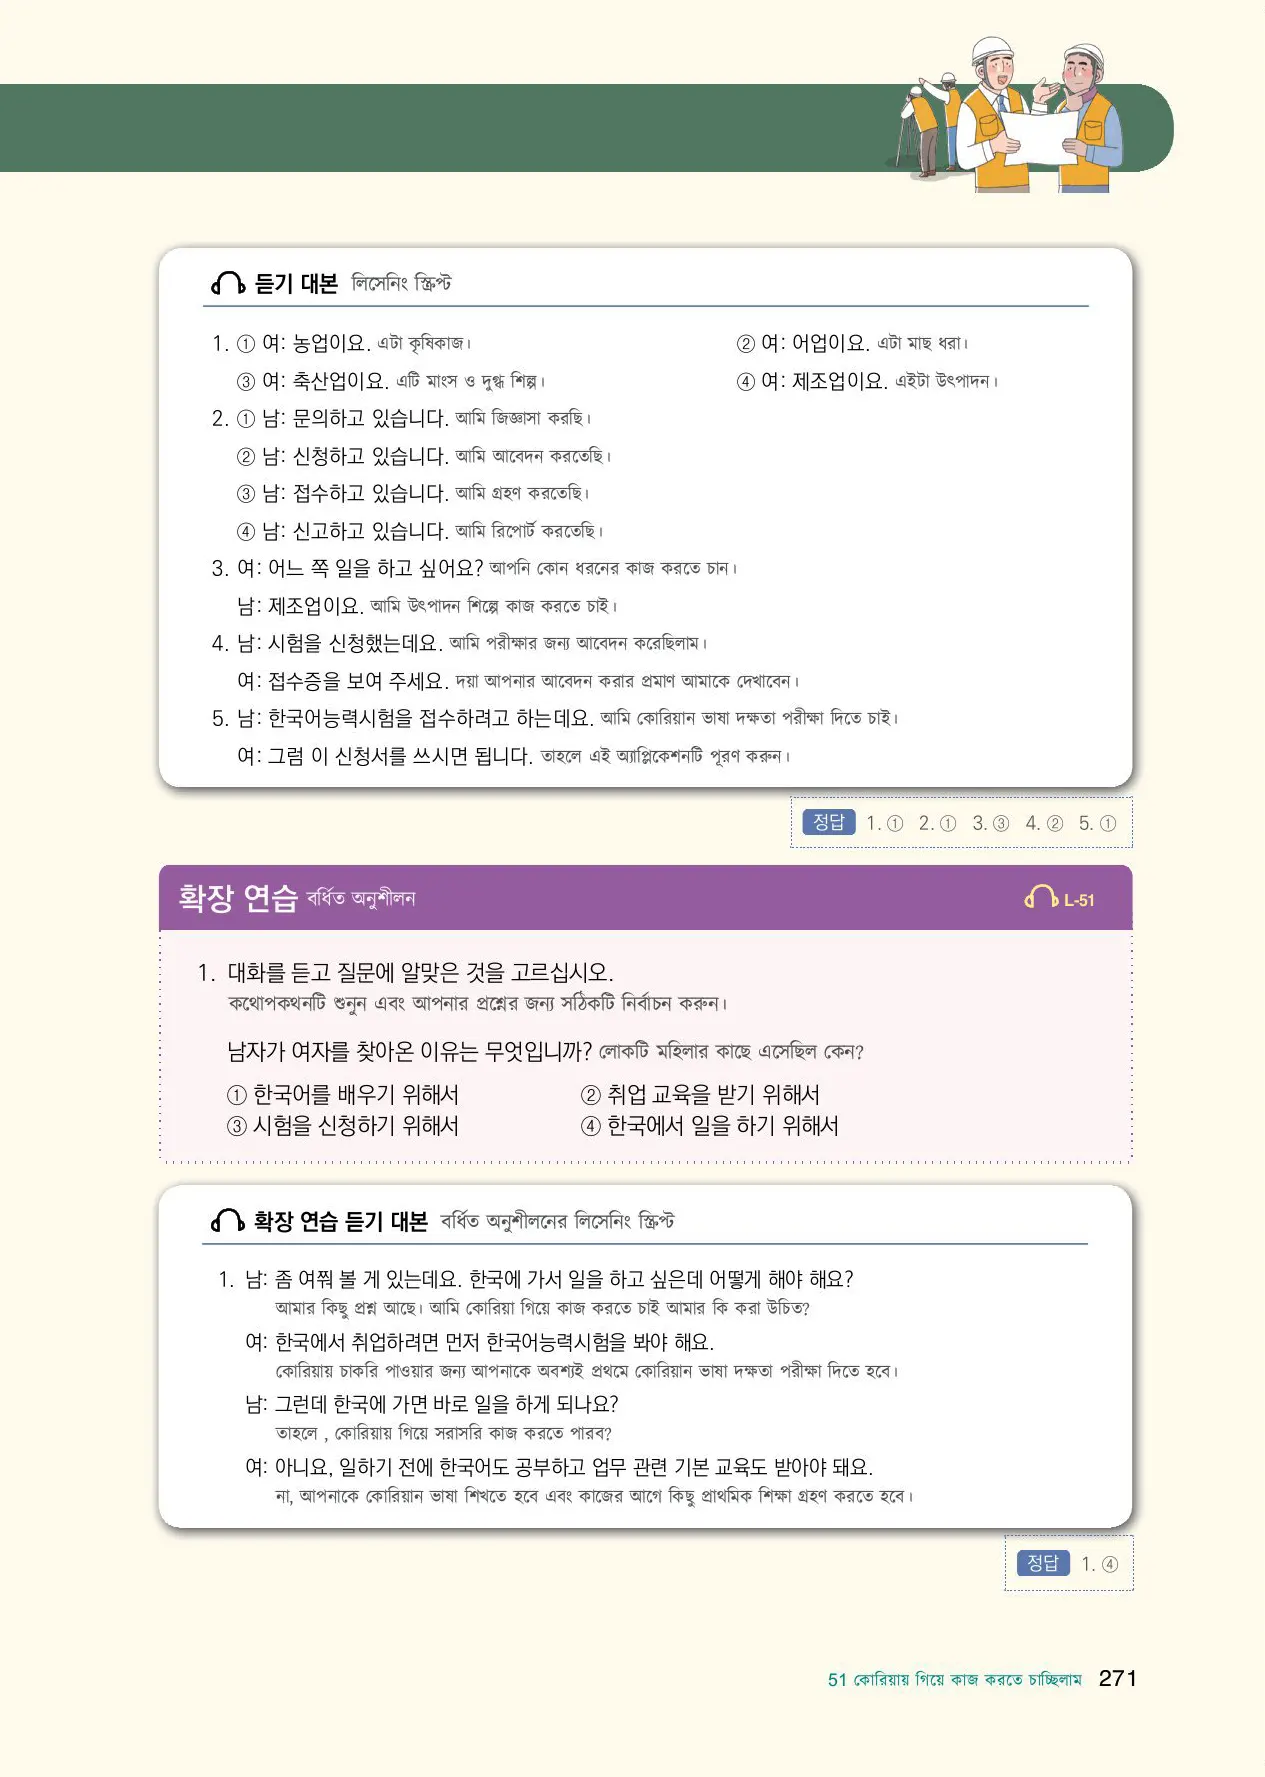 듣기 대본 লিসেনিং স্ক্রিপ্ট
1. ① 여: 농업이요. এটা কৃষিকাজ। ② 여: 어업이요. এটা মাছ ধরা।
③ 여: 축산업이요. এটি মাংস ও দুগ্ধ শিল্প। ④ 여: 제조업이요. এইটা উৎপাদন।
2. ① 남: 문의하고 있습니다. আমি জিজ্ঞাসা করছি।
② 남: 신청하고 있습니다. আমি আবেদন করতেছি।
③ 남: 접수하고 있습니다. আমি গ্রহণ করতেছি।
④ 남: 신고하고 있습니다. আমি রিপোর্ট করতেছি।
3. 여: 어느 쪽 일을 하고 싶어요? আপনি কোন ধরনের কাজ করতে চান।
남: 제조업이요. আমি উৎপাদন শিল্পে কাজ করতে চাই।
4. 남: 시험을 신청했는데요. আমি পরীক্ষার জন্য আবেদন করেছিলাম।
여: 접수증을 보여 주세요. দয়া আপনার আবেদন করার প্রমাণ আমাকে দেখাবেন।
5. 남: 한국어능력시험을 접수하려고 하는데요. আমি কোরিয়ান ভাষা দক্ষতা পরীক্ষা দিতে চাই।
여: 그럼 이 신청서를 쓰시면 됩니다. তাহলে এই অ্যাপ্লিকেশনটি পূরণ করুন।
정답 1. ① 2. ① 3. ③ 4. ② 5. ①
확장 연습 বর্ধিত অনুশীলন L-51
1. 대화를 듣고 질문에 알맞은 것을 고르십시오.
কথোপকথনটি শুনুন এবং আপনার প্রশ্নের জন্য সঠিকটি নির্বাচন করুন।
남자가 여자를 찾아온 이유는 무엇입니까? লোকটি মহিলার কাছে এসেছিল কেন?
① 한국어를 배우기 위해서 ② 취업 교육을 받기 위해서
③ 시험을 신청하기 위해서 ④ 한국에서 일을 하기 위해서
확장 연습 듣기 대본 বর্ধিত অনুশীলনের লিসেনিং স্ক্রিপ্ট
1. 남: 좀 여쭤 볼 게 있는데요. 한국에 가서 일을 하고 싶은데 어떻게 해야 해요?
আমার কিছু প্রশ্ন আছে। আমি কোরিয়া গিয়ে কাজ করতে চাই আমার কি করা উচিত?
여: 한국에서 취업하려면 먼저 한국어능력시험을 봐야 해요.
কোরিয়ায় চাকরি পাওয়ার জন্য আপনাকে অবশ্যই প্রথমে কোরিয়ান ভাষা দক্ষতা পরীক্ষা দিতে হবে।
남: 그런데 한국에 가면 바로 일을 하게 되나요?
তাহলে , কোরিয়ায় গিয়ে সরাসরি কাজ করতে পারব?
여: 아니요, 일하기 전에 한국어도 공부하고 업무 관련 기본 교육도 받아야 돼요.
না, আপনাকে কোরিয়ান ভাষা শিখতে হবে এবং কাজের আগে কিছু প্রাথমিক শিক্ষা গ্রহণ করতে হবে।
정답 1. ④
51 কোরিয়ায় গিয়ে কাজ করতে চাচ্ছিলাম 271